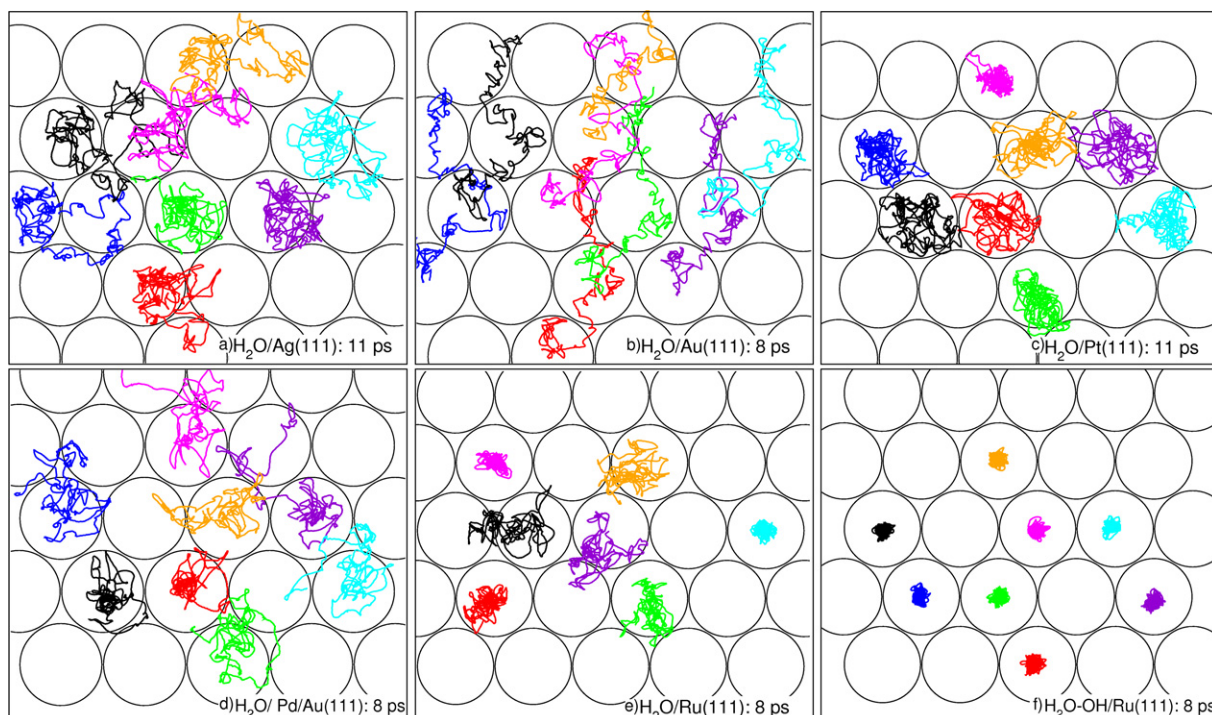 a)H₂O/Ag(111): 11 ps
b)H₂O/Au(111): 8 ps
c)H₂O/Pt(111): 11 ps
d)H₂O/ Pd/Au(111): 8 ps
e)H₂O/Ru(111): 8 ps
f)H₂O-OH/Ru(111): 8 ps